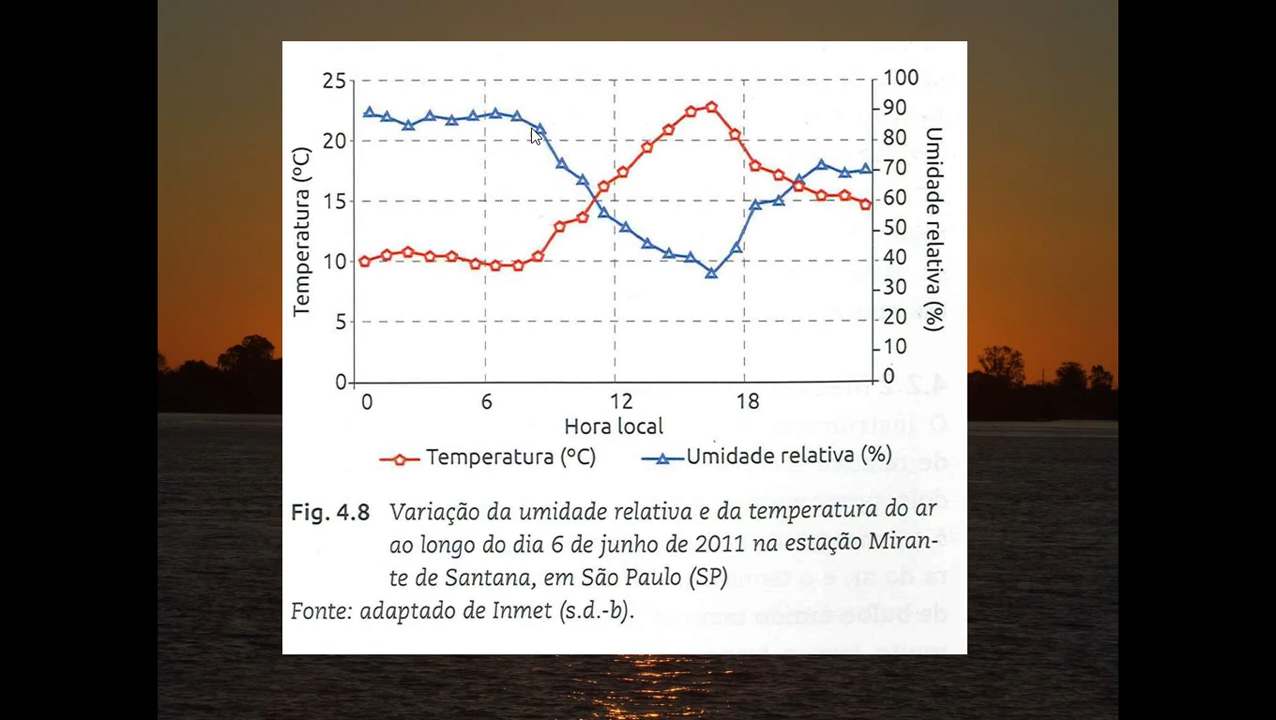 25
20
15
10
5
0
Temperatura (ºC)
100
90
80
70
60
50
40
30
20
10
0
Umidade relativa (%)
0 6 12 18
Hora local
Temperatura (ºC) Umidade relativa (%)
Fig. 4.8 Variação da umidade relativa e da temperatura do ar
ao longo do dia 6 de junho de 2011 na estação Miran-
te de Santana, em São Paulo (SP)
Fonte: adaptado de Inmet (s.d.-b).